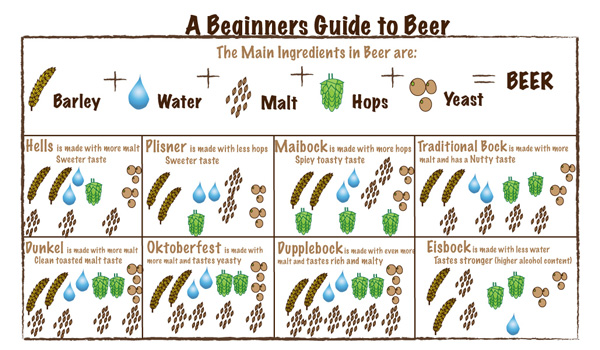 A Beginners Guide to Beer
The Main Ingredients in Beer are:
Barley + Water + Malt + Hops + Yeast = BEER
Hells is made with more malt
Sweeter taste
Plisner is made with less hops
Sweeter taste
Maibock is made with more hops
Spicy toasty taste
Traditional Bock is made with more
malt and has a Nutty taste
Dunkel is made with more malt
Clean toasted malt taste
Oktoberfest is made with
more malt and tastes yeasty
Dupplebock is made with even more
malt and tastes rich and malty
Eisbock is made with less water
Tastes stronger (higher alcohol content)